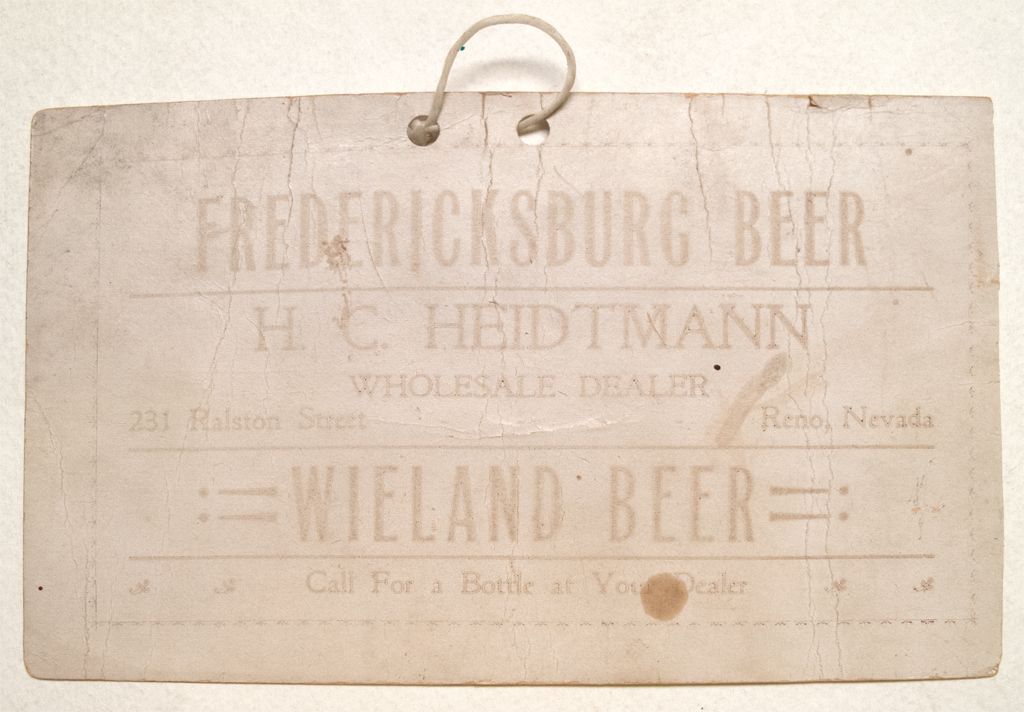 FREDERICKSBURG BEER
H. C. HEIDTMANN
WHOLESALE DEALER
231 Ralston Street Reno, Nevada
WIELAND BEER
Call For a Bottle at Your Dealer